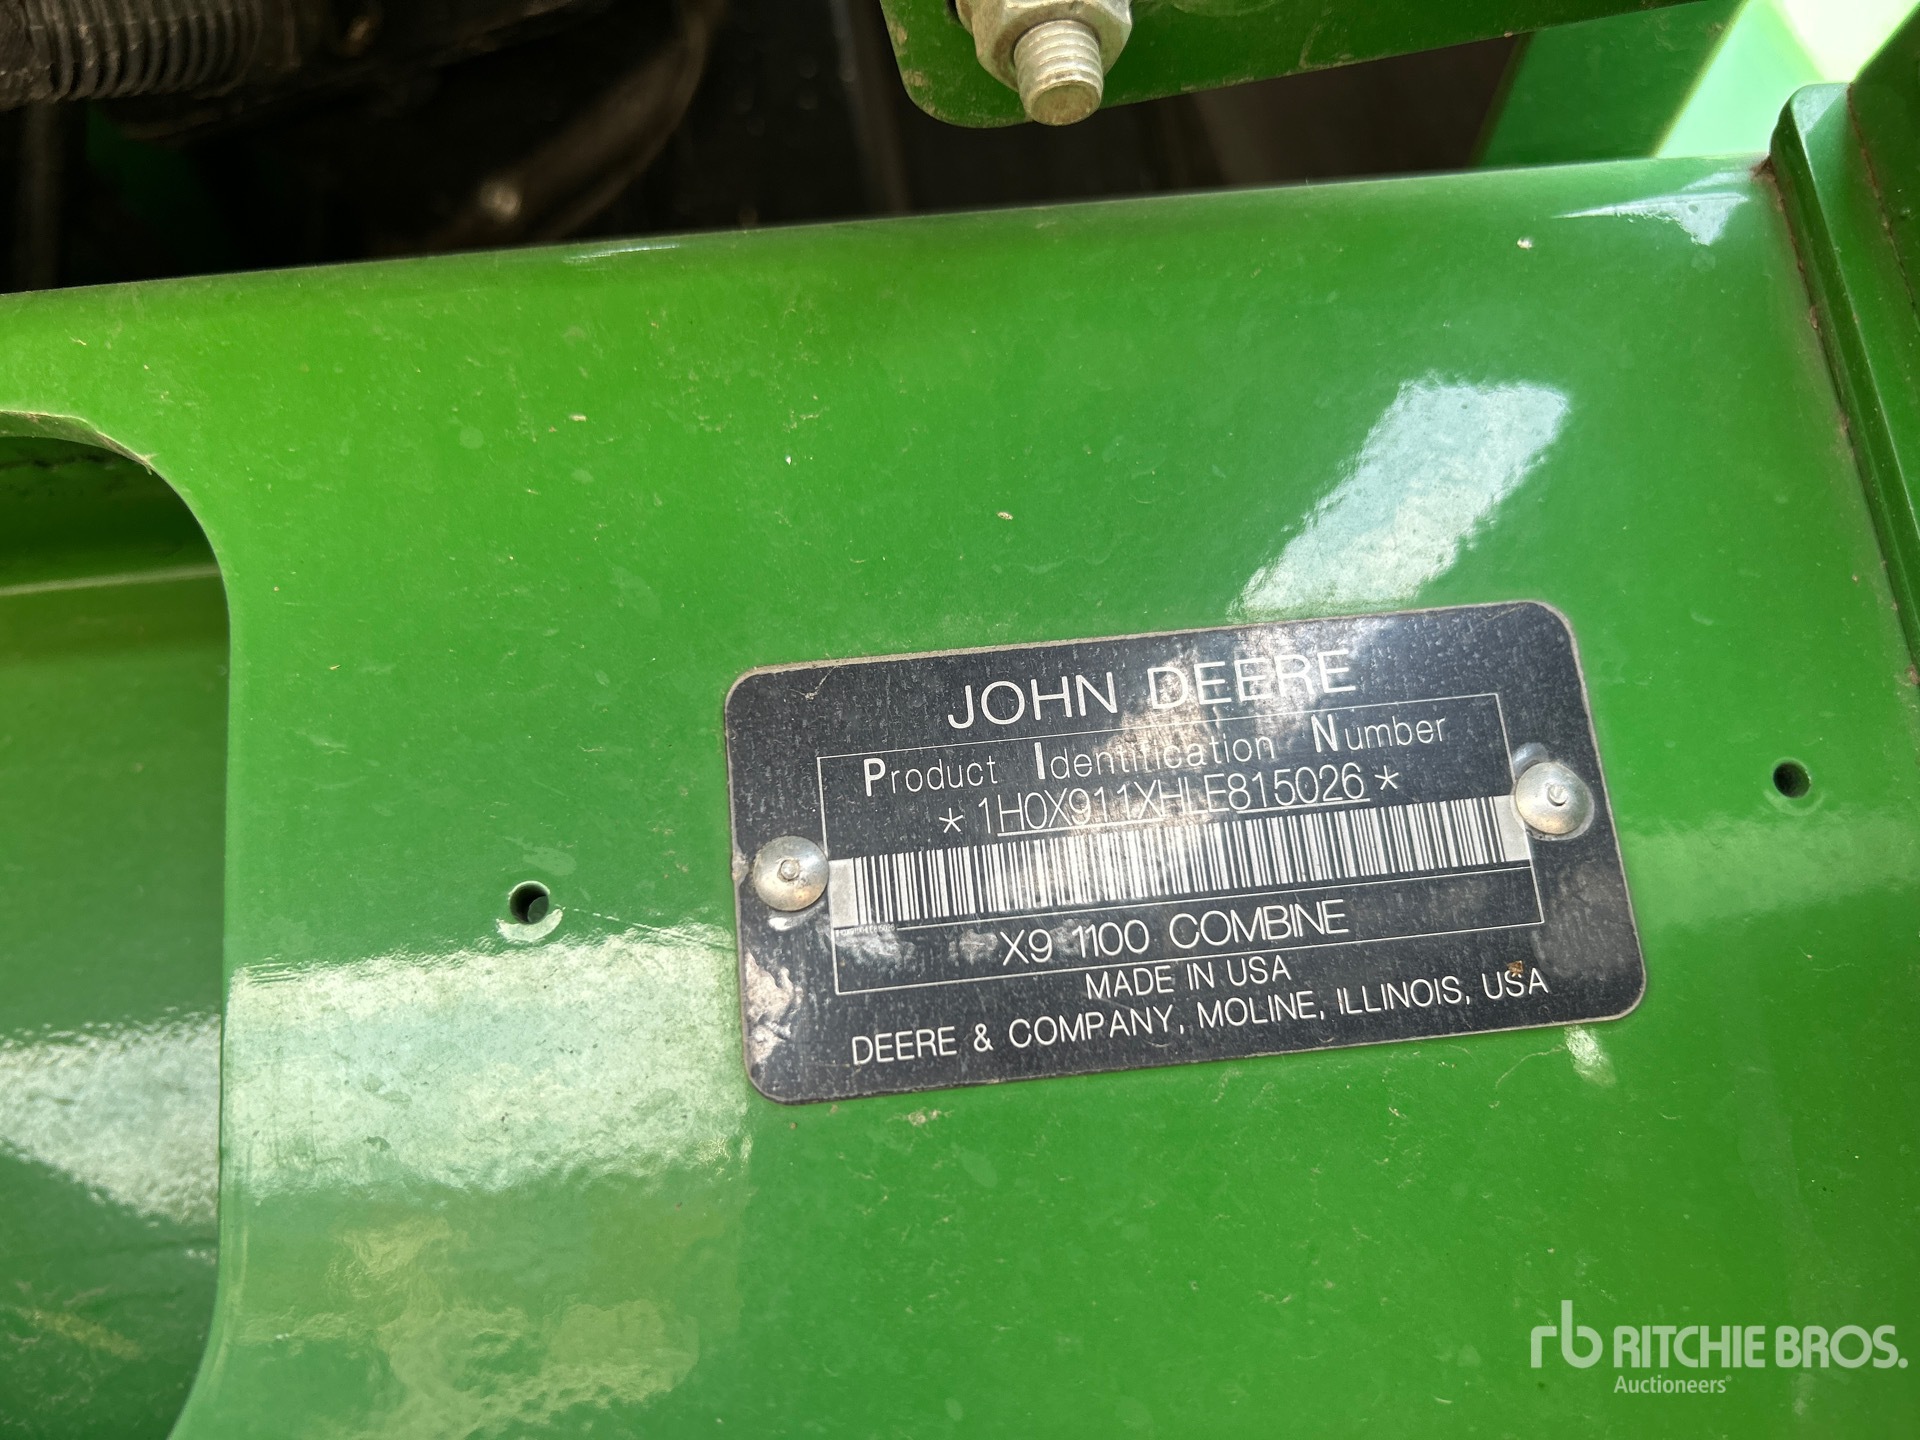 JOHN DEERE
Product Identification Number
*1H0X911XHLE815026*
X9 1100 COMBINE
MADE IN USA
DEERE & COMPANY, MOLINE, ILLINOIS, USA
rb RITCHIE BROS.
Auctioneers